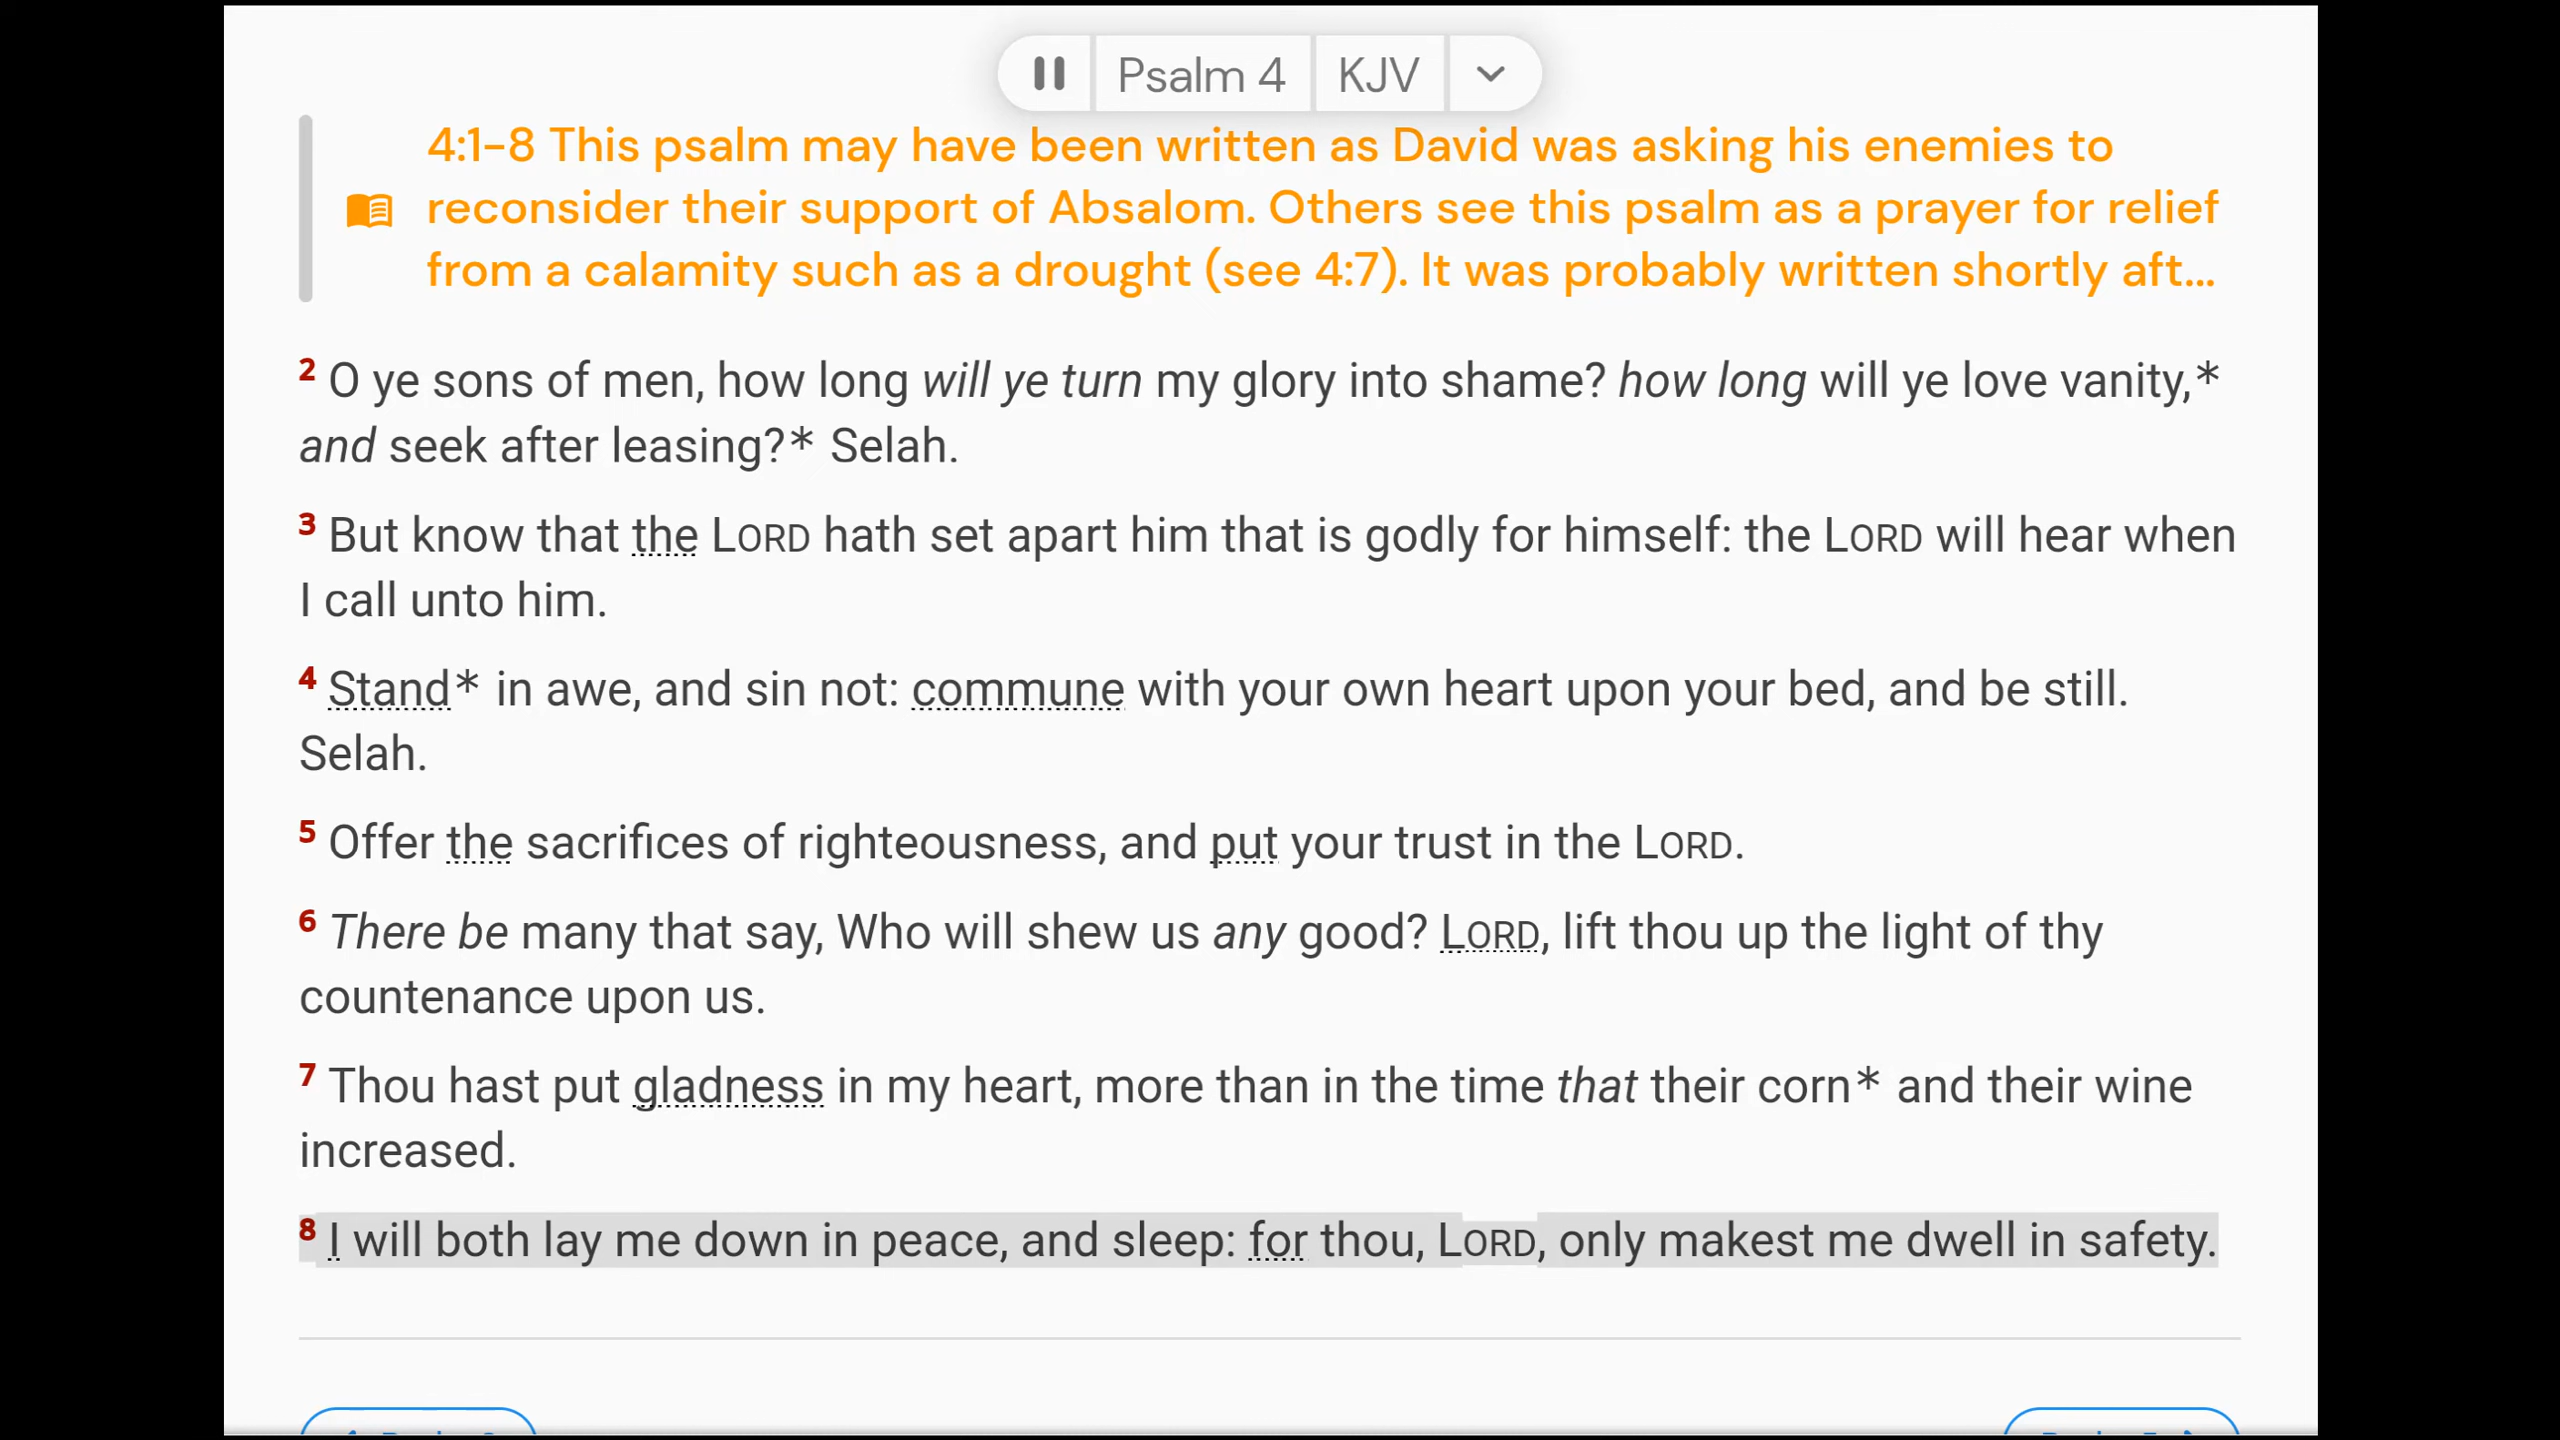 Psalm 4 KJV
4:1–8 This psalm may have been written as David was asking his enemies to
reconsider their support of Absalom. Others see this psalm as a prayer for relief
from a calamity such as a drought (see 4:7). It was probably written shortly aft...
2 O ye sons of men, how long will ye turn my glory into shame? how long will ye love vanity,*
and seek after leasing?* Selah.
3 But know that the LORD hath set apart him that is godly for himself: the LORD will hear when
I call unto him.
4 Stand* in awe, and sin not: commune with your own heart upon your bed, and be still.
Selah.
5 Offer the sacrifices of righteousness, and put your trust in the LORD.
6 There be many that say, Who will shew us any good? LORD, lift thou up the light of thy
countenance upon us.
7 Thou hast put gladness in my heart, more than in the time that their corn* and their wine
increased.
8 I will both lay me down in peace, and sleep: for thou, LORD, only makest me dwell in safety.